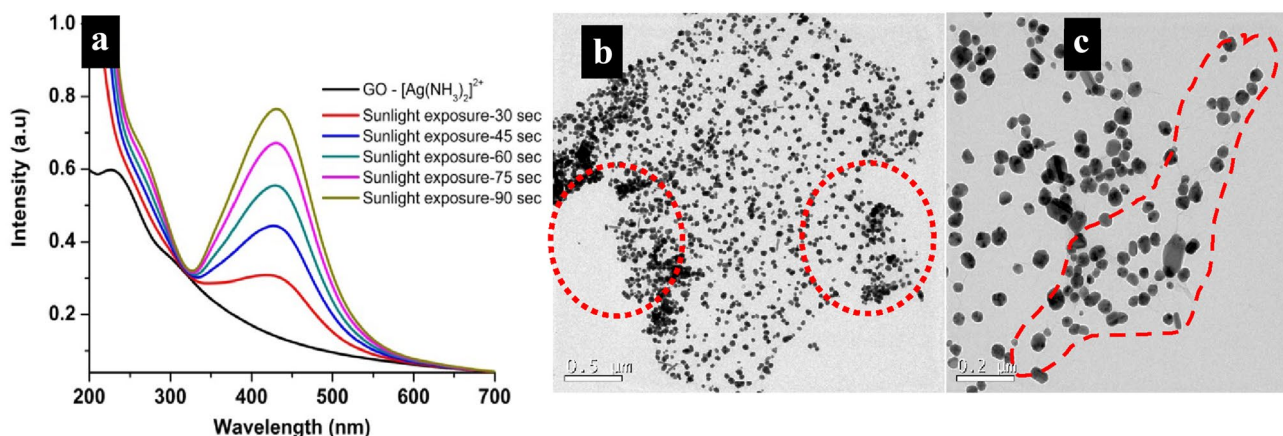 a
1.0
0.8
0.6
0.4
0.2
Intensity (a.u)
200 300 400 500 600 700
Wavelength (nm)
GO - [Ag(NH3)2]2+
Sunlight exposure-30 sec
Sunlight exposure-45 sec
Sunlight exposure-60 sec
Sunlight exposure-75 sec
Sunlight exposure-90 sec
b
0.5 μm
c
0.2 μm